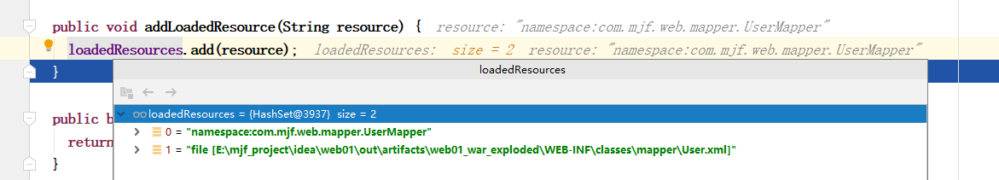 public void addLoadedResource(String resource) { resource: "namespace:com.mjf.web.mapper.UserMapper"
loadedResources.add(resource); loadedResources: size = 2 resource: "namespace:com.mjf.web.mapper.UserMapper"
}
loadedResources
loadedResources = {HashSet@3937} size = 2
public b
0 = "namespace:com.mjf.web.mapper.UserMapper"
return
1 = "file [E:\mjf_project\idea\web01\out\artifacts\web01_war_exploded\WEB-INF\classes\mapper\User.xml]"
}